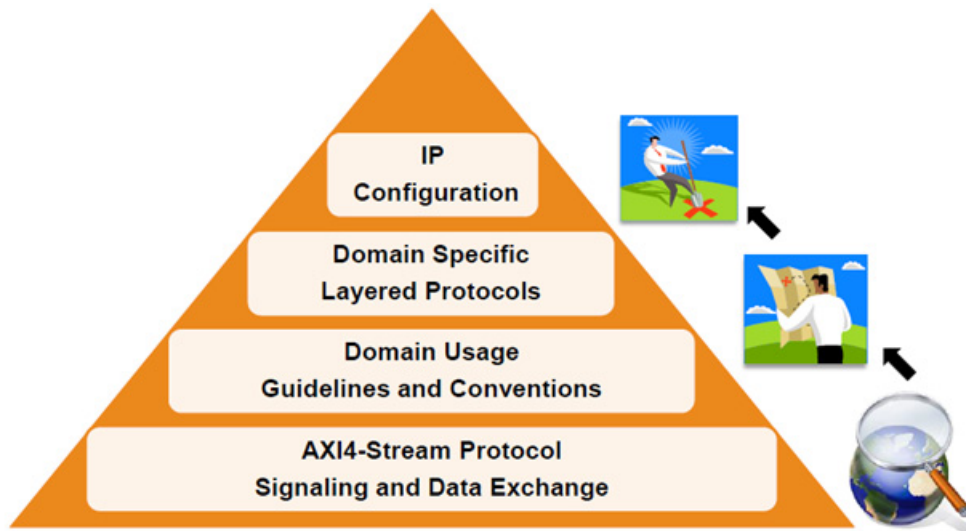 IP
Configuration
Domain Specific
Layered Protocols
Domain Usage
Guidelines and Conventions
AXI4-Stream Protocol
Signaling and Data Exchange